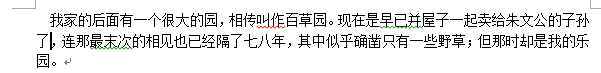 我家的后面有一个很大的园，相传叫作百草园。现在是早已并屋子一起卖给朱文公的子孙
了，连那最末次的相见也已经隔了七八年，其中似乎确凿只有一些野草；但那时却是我的乐
园。